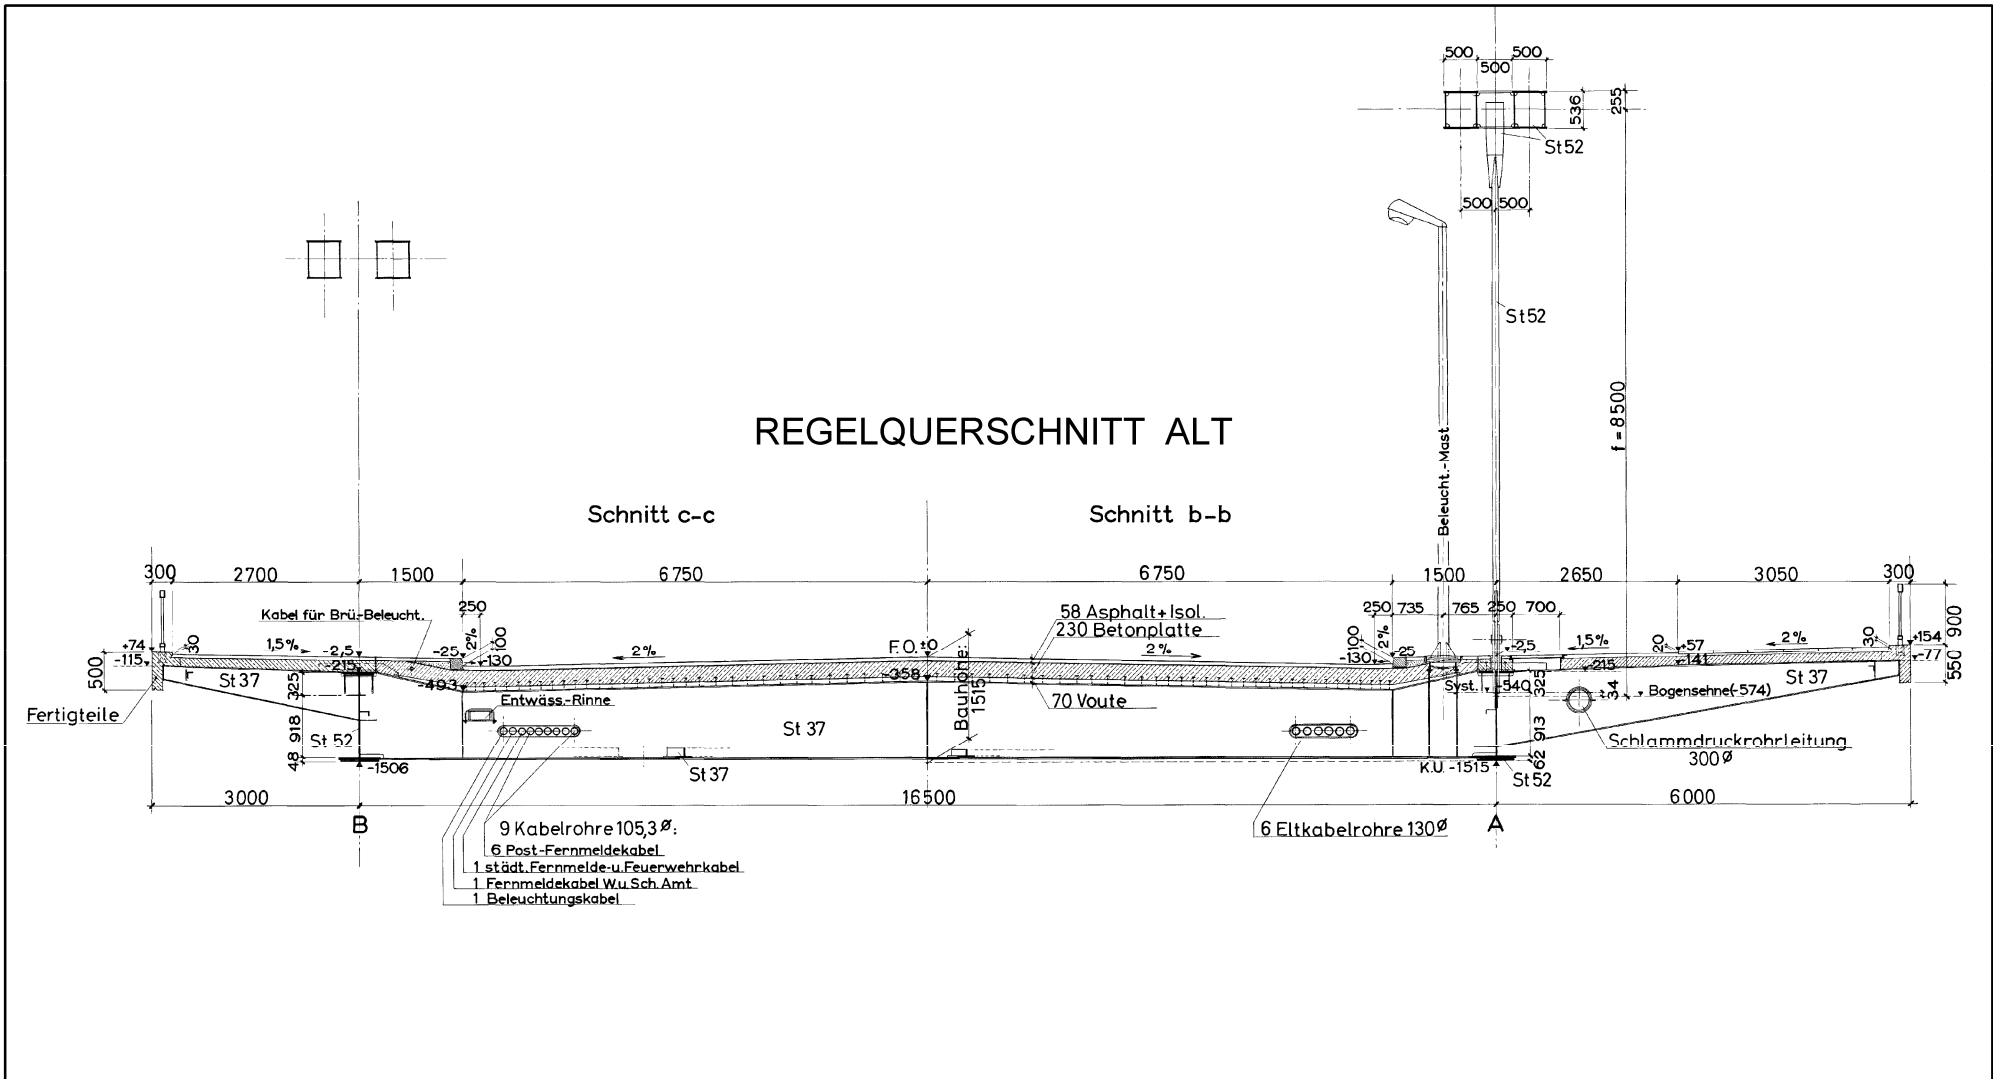 500 500
500
536
255
St52
500 500
St52
f = 8500
REGELQUERSCHNITT ALT
Beleucht.-Mast
Schnitt c-c
Schnitt b-b
300 2700 1500 6750 6750 1500 2650 3050 300
Kabel für Brü.-Beleucht.
250
58 Asphalt+Isol.
230 Betonplatte
250 735 765 250 700
900
+74
-115
30
1,5%
-2,5
-215
-25
2%
100
-130
2%
F.O.±0
2%
100
2%
-25
-130
-2,5
1,5%
20
+57
-141
2%
30
+154
-77
500
St 37
325
-493
-358
Bauhöhe:
1515
Syst.
-540
325
-215
34
Bogensehne(-574)
St 37
550
Fertigteile
Entwäss.-Rinne
70 Voute
918
St 52
St 37
913
Schlammdruckrohrleitung
300 ø
48
-1506
St 37
K.U. -1515
62
St52
3000 16500 6000
B
A
9 Kabelrohre 105,3 ø:
6 Post-Fernmeldekabel
1 städt. Fernmelde-u. Feuerwehrkabel
1 Fernmeldekabel W.u. Sch. Amt
1 Beleuchtungskabel
6 Eltkabelrohre 130 ø